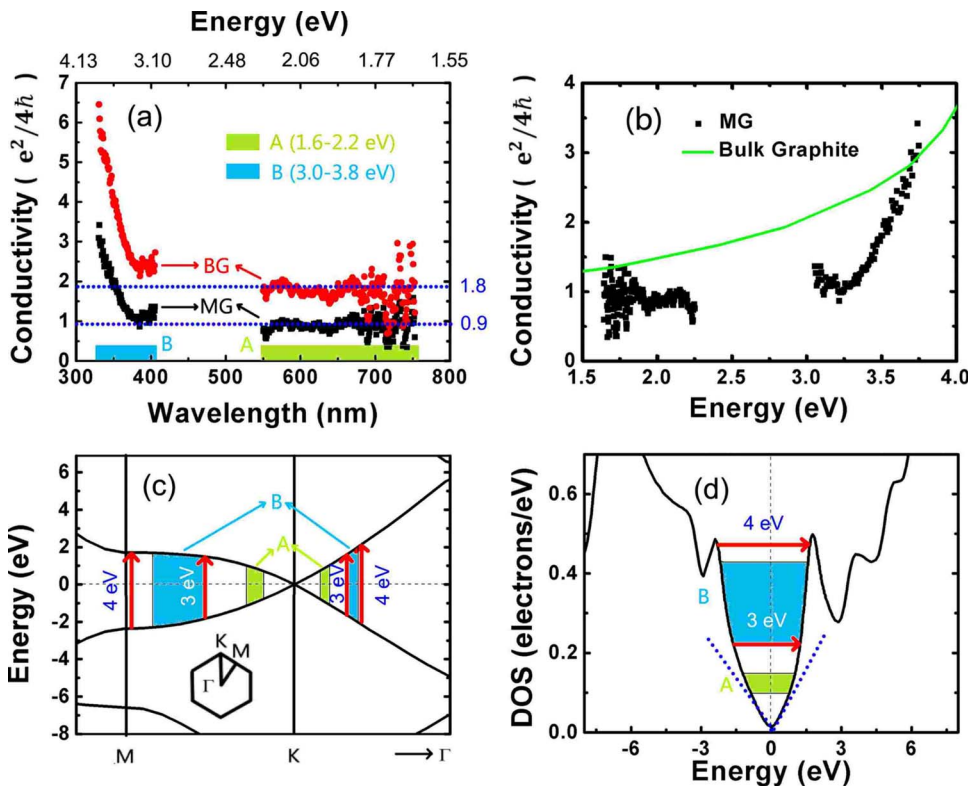 Energy (eV)
4.13 3.10 2.48 2.06 1.77 1.55
Conductivity ( e²/4ħ )
7
6
5
4
3
2
1
0
(a)
A (1.6-2.2 eV)
B (3.0-3.8 eV)
BG
MG
1.8
0.9
B
A
300 400 500 600 700 800
Wavelength (nm)
Conductivity ( e²/4ħ )
4
3
2
1
0
(b)
MG
Bulk Graphite
1.5 2.0 2.5 3.0 3.5 4.0
Energy (eV)
Energy (eV)
6
4
2
0
-2
-4
-6
-8
(c)
B
A
4 eV
3 eV
3 eV
4 eV
K
M
Γ
M K → Γ
DOS (electrons/eV)
0.6
0.4
0.2
0.0
(d)
4 eV
B
3 eV
A
-6 -3 0 3 6
Energy (eV)